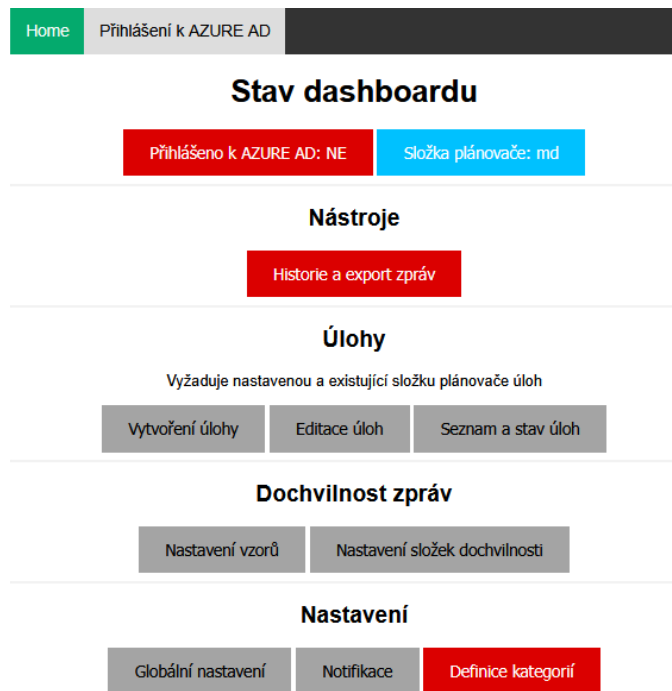 Home Přihlášení k AZURE AD
Stav dashboardu
Přihlášeno k AZURE AD: NE Složka plánovače: md
Nástroje
Historie a export zpráv
Úlohy
Vyžaduje nastavenou a existující složku plánovače úloh
Vytvoření úlohy Editace úloh Seznam a stav úloh
Dochvilnost zpráv
Nastavení vzorů Nastavení složek dochvilnosti
Nastavení
Globální nastavení Notifikace Definice kategorií